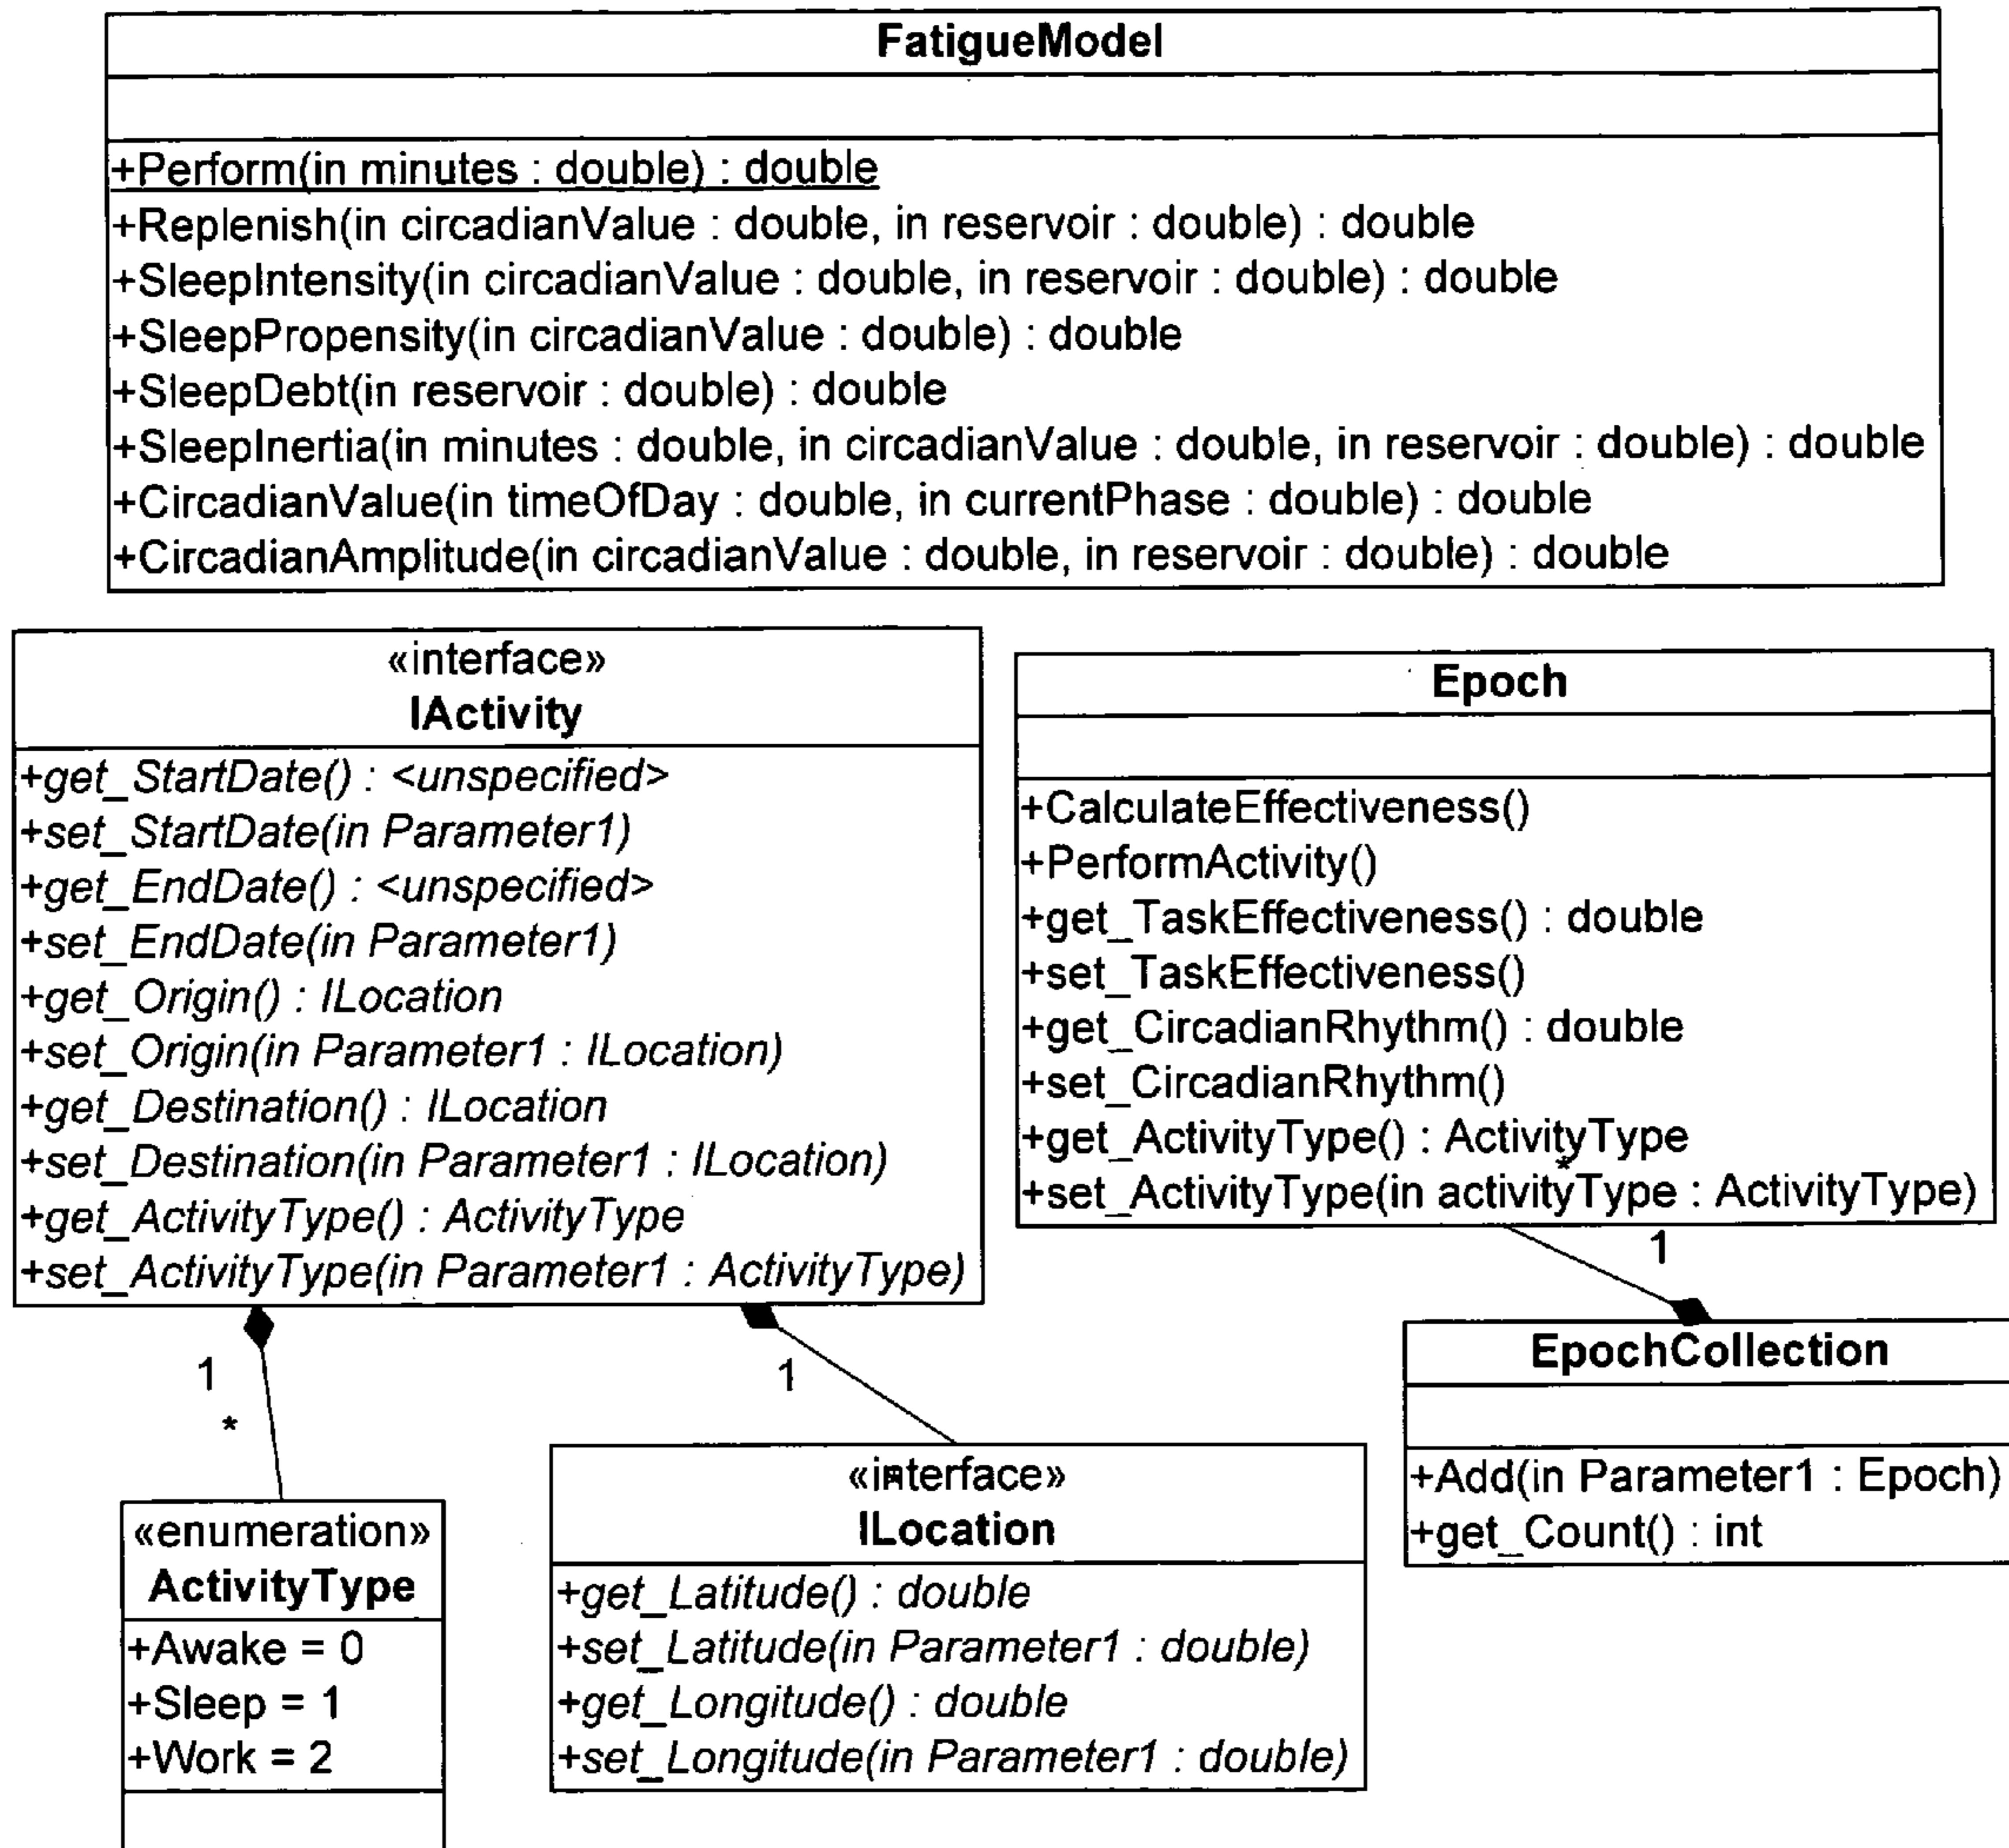 FatigueModel
+Perform(in minutes : double) : double
+Replenish(in circadianValue : double, in reservoir : double) : double
+SleepIntensity(in circadianValue : double, in reservoir : double) : double
+SleepPropensity(in circadianValue : double) : double
+SleepDebt(in reservoir : double) : double
+SleepInertia(in minutes : double, in circadianValue : double, in reservoir : double) : double
+CircadianValue(in timeOfDay : double, in currentPhase : double) : double
+CircadianAmplitude(in circadianValue : double, in reservoir : double) : double
«interface»
IActivity
+get_StartDate() : <unspecified>
+set_StartDate(in Parameter1)
+get_EndDate() : <unspecified>
+set_EndDate(in Parameter1)
+get_Origin() : ILocation
+set_Origin(in Parameter1 : ILocation)
+get_Destination() : ILocation
+set_Destination(in Parameter1 : ILocation)
+get_ActivityType() : ActivityType
+set_ActivityType(in Parameter1 : ActivityType)
Epoch
+CalculateEffectiveness()
+PerformActivity()
+get_TaskEffectiveness() : double
+set_TaskEffectiveness()
+get_CircadianRhythm() : double
+set_CircadianRhythm()
+get_ActivityType() : ActivityType
*
+set_ActivityType(in activityType : ActivityType)
1
1
*
1
EpochCollection
+Add(in Parameter1 : Epoch)
+get_Count() : int
«enumeration»
ActivityType
+Awake = 0
+Sleep = 1
+Work = 2
«interface»
ILocation
+get_Latitude() : double
+set_Latitude(in Parameter1 : double)
+get_Longitude() : double
+set_Longitude(in Parameter1 : double)